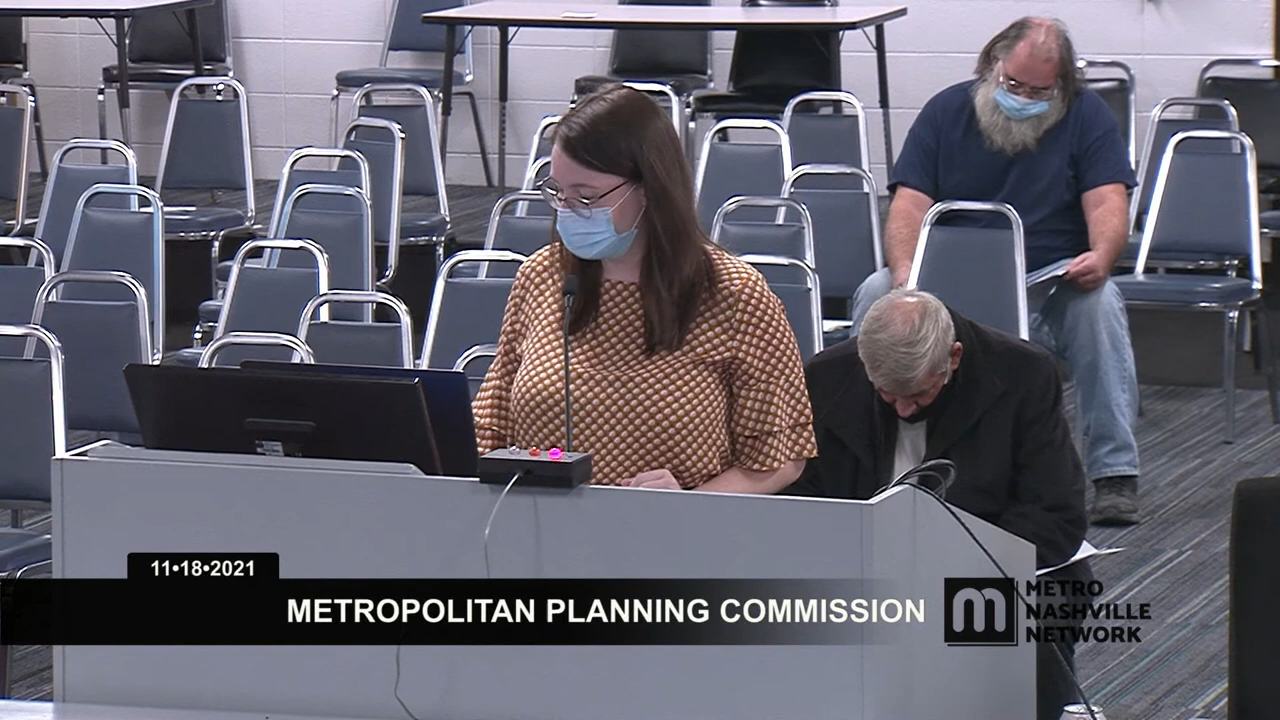 11•18•2021
METROPOLITAN PLANNING COMMISSION
METRO
NASHVILLE
NETWORK